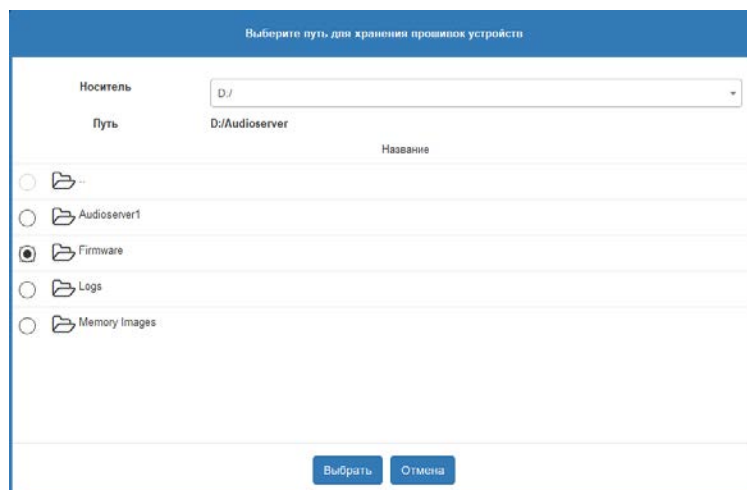 Выберите путь для хранения прошивок устройств
Носитель D:/
Путь D:/Audioserver
Название
..
Audioserver1
Firmware
Logs
Memory Images
Выбрать Отмена